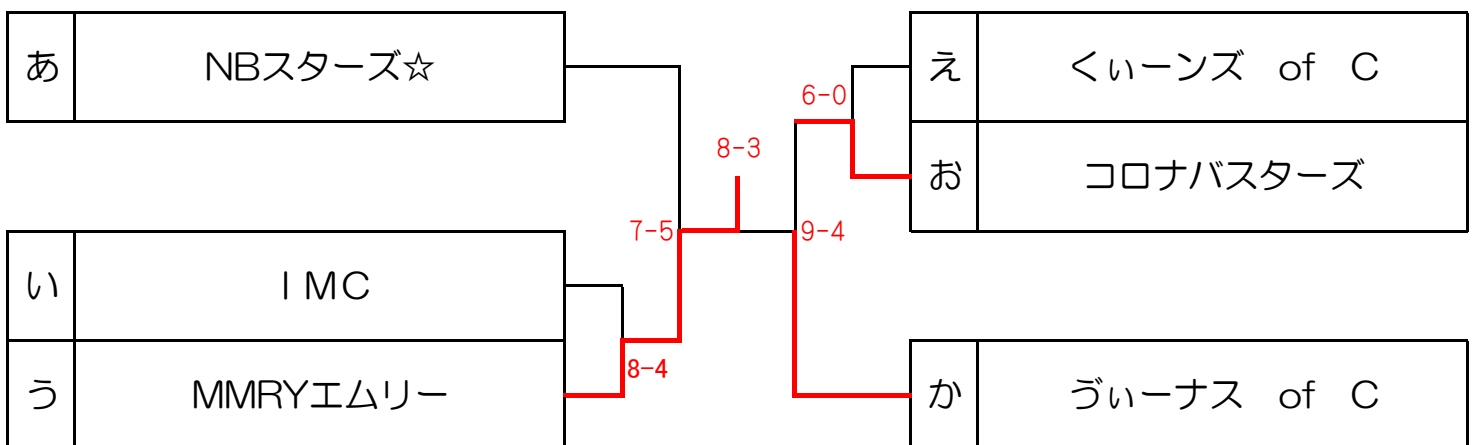 あ NBスターズ☆
え くぃーンズ of C
6-0
8-3
お コロナバスターズ
7-5
9-4
い IMC
8-4
う MMRYエムリー
か ゔぃーナス of C